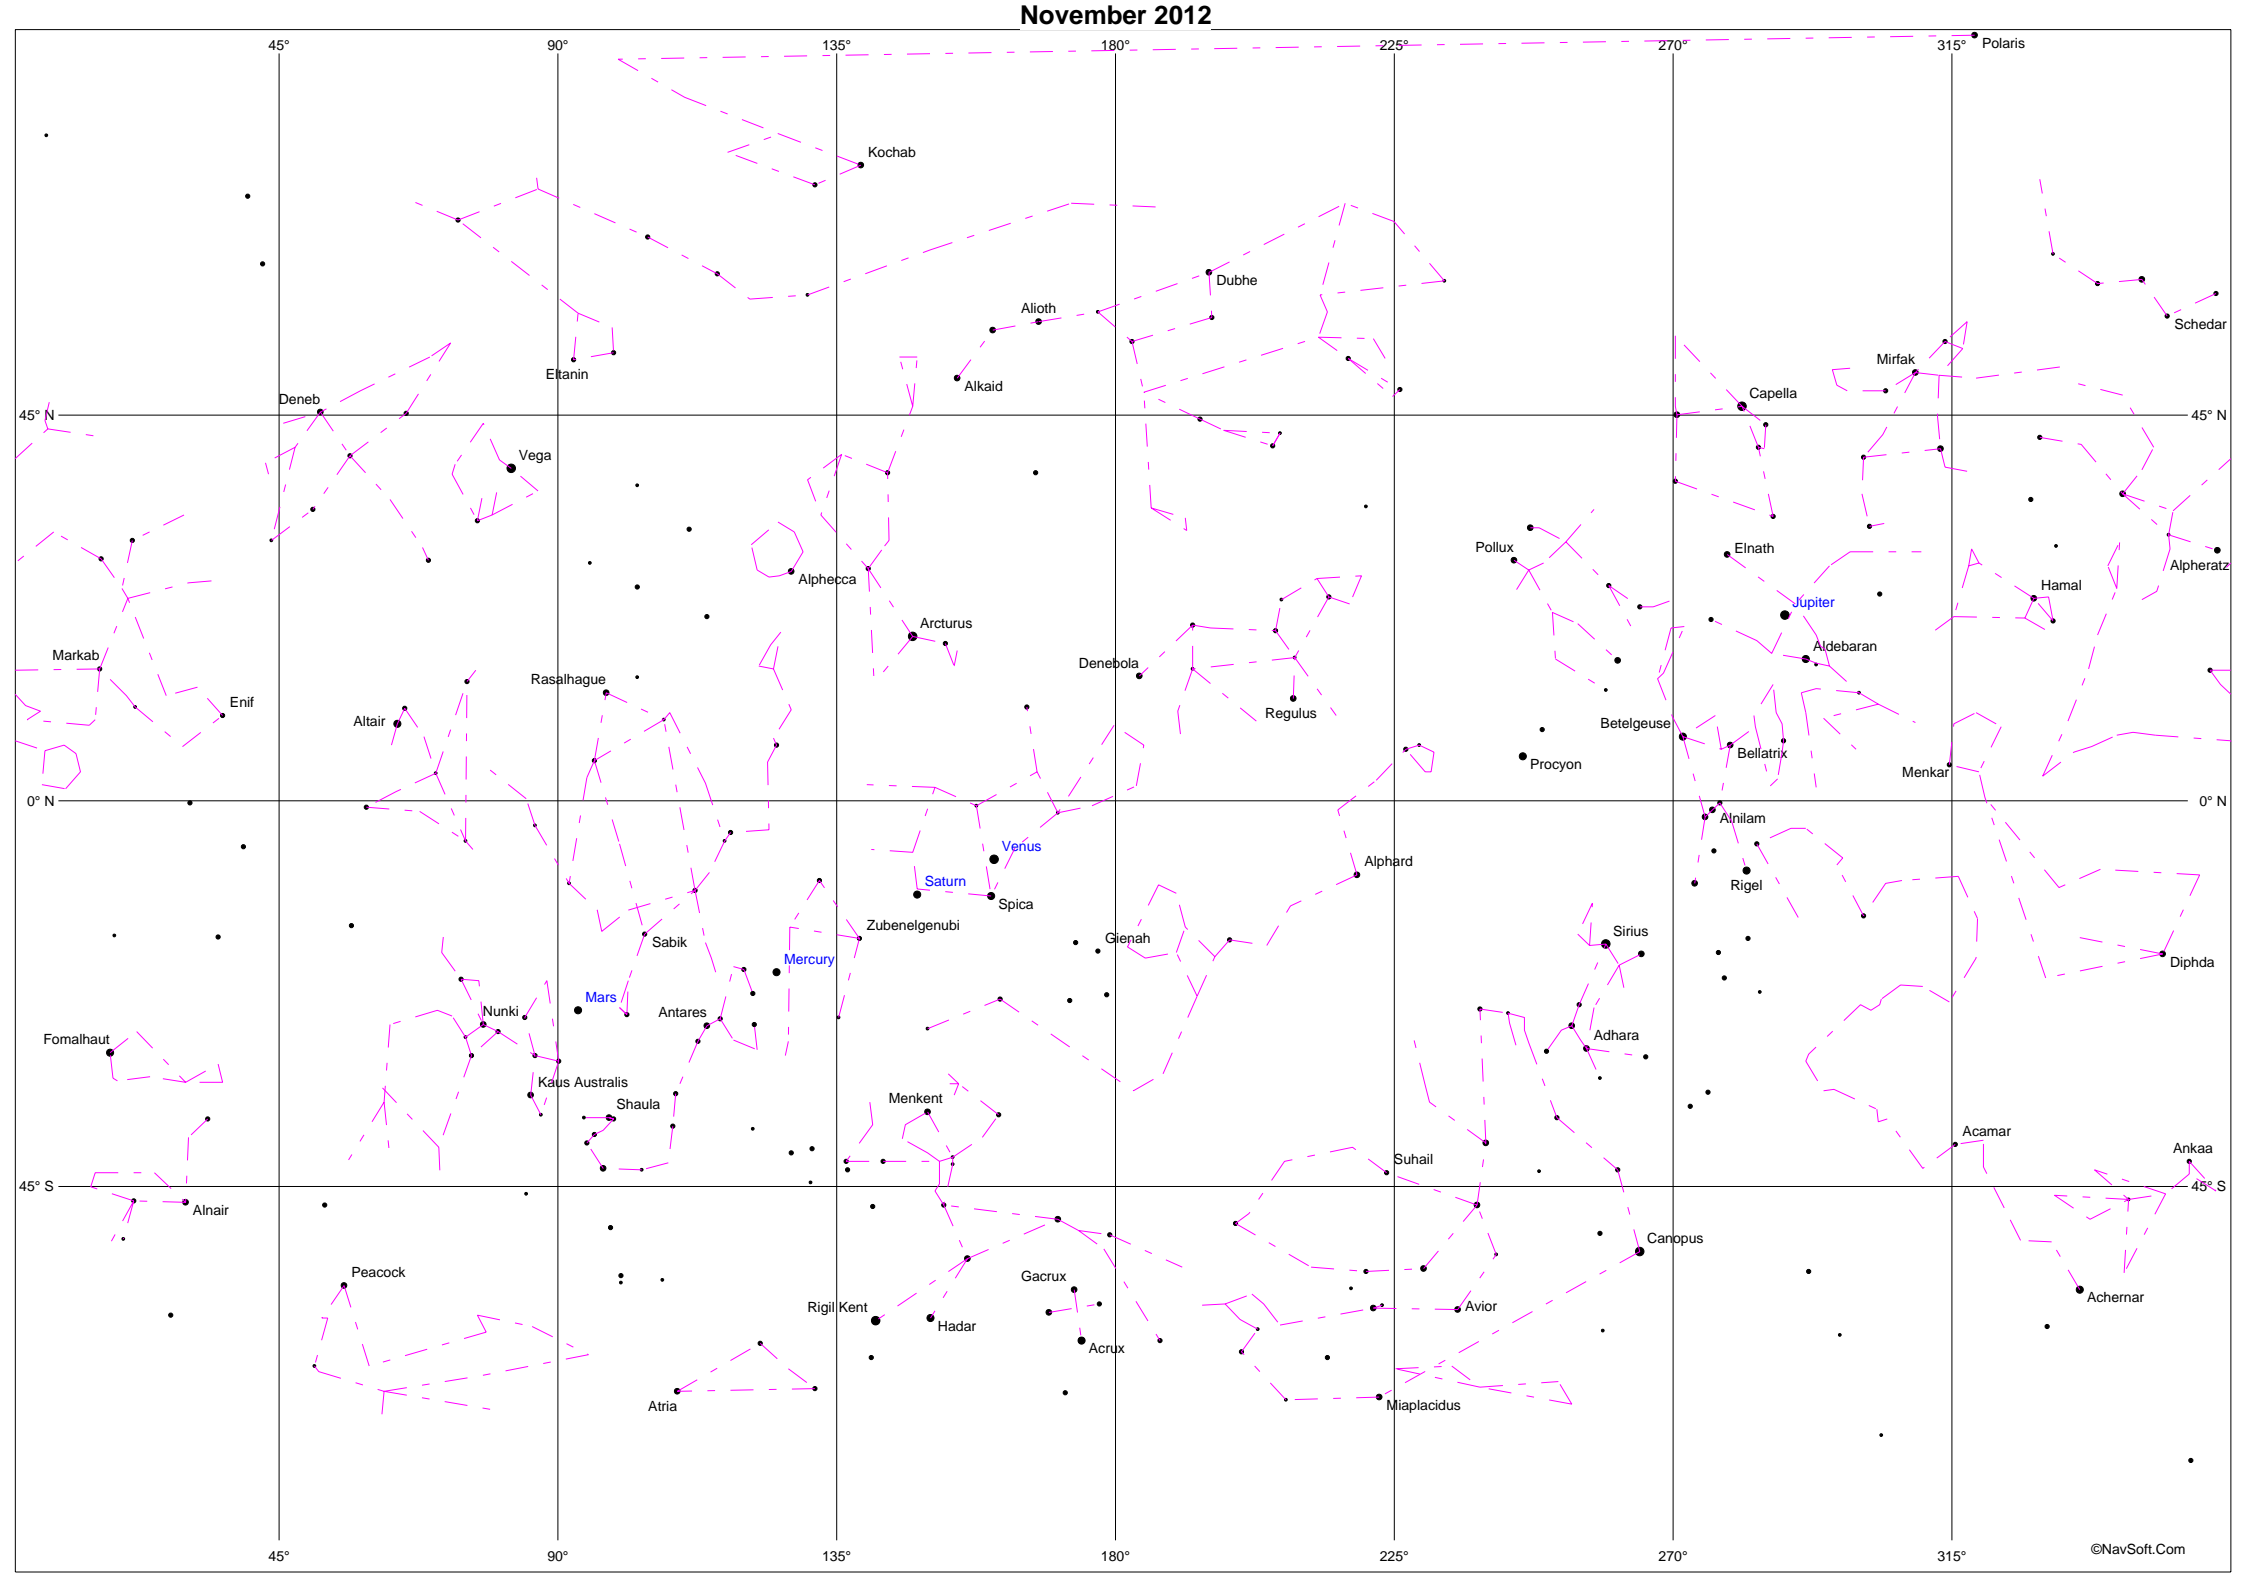 November 2012
45° 90° 135° 180° 225° 270° 315°
Polaris
Kochab
Dubhe
Alioth
Schedar
Mirfak
Eltanin
Alkaid
Capella
Deneb
45° N 45° N
Vega
Pollux
Elnath
Alpheratz
Alphecca
Hamal
Jupiter
Arcturus
Aldebaran
Markab
Denebola
Rasalhague
Enif
Regulus
Altair
Betelgeuse
Bellatrix
Procyon
Menkar
0° N 0° N
Alnilam
Venus
Alphard
Saturn
Rigel
Spica
Zubenelgenubi
Sirius
Gienah
Sabik
Mercury
Diphda
Mars
Nunki
Antares
Adhara
Fomalhaut
Kaus Australis
Shaula
Menkent
Acamar
Ankaa
Suhail
45° S 45° S
Alnair
Canopus
Peacock
Gacrux
Achernar
Rigil Kent
Avior
Hadar
Acrux
Atria
Miaplacidus
©NavSoft.Com
45° 90° 135° 180° 225° 270° 315°